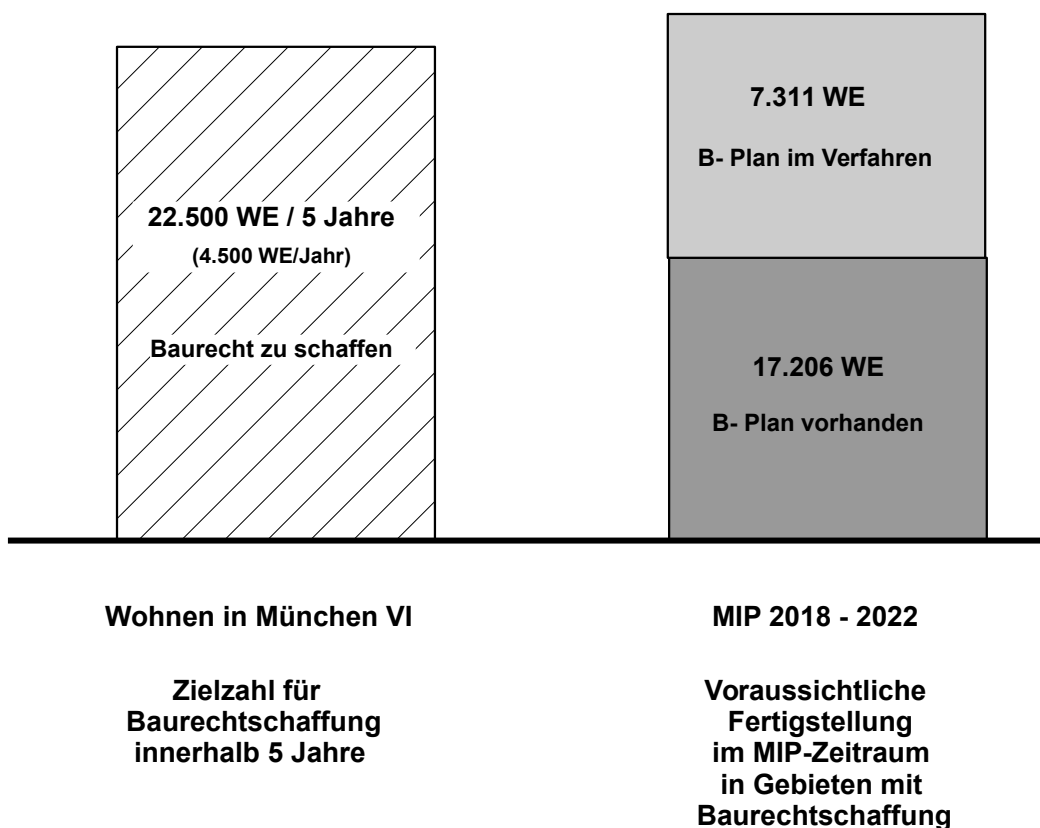 22.500 WE / 5 Jahre
(4.500 WE/Jahr)
Baurecht zu schaffen
7.311 WE
B- Plan im Verfahren
17.206 WE
B- Plan vorhanden
Wohnen in München VI
Zielzahl für
Baurechtschaffung
innerhalb 5 Jahre
MIP 2018 - 2022
Voraussichtliche
Fertigstellung
im MIP-Zeitraum
in Gebieten mit
Baurechtschaffung